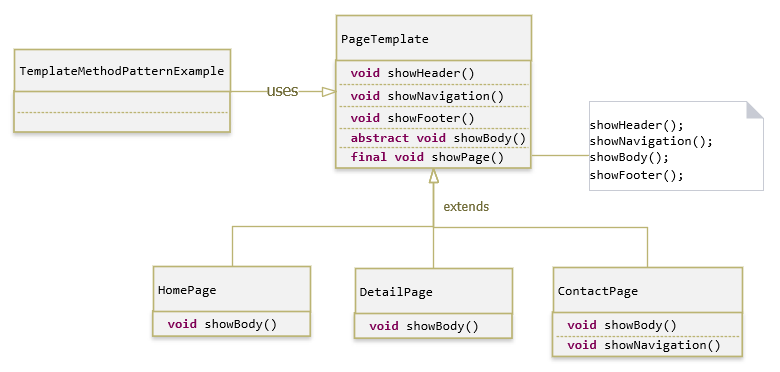 PageTemplate
TemplateMethodPatternExample
void showHeader()
uses
void showNavigation()
void showFooter()
abstract void showBody()
final void showPage()
showHeader();
showNavigation();
showBody();
showFooter();
extends
HomePage
void showBody()
DetailPage
void showBody()
ContactPage
void showBody()
void showNavigation()